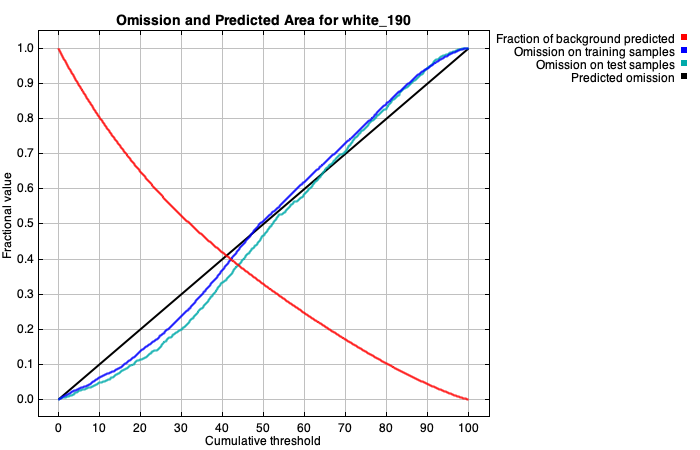 Omission and Predicted Area for white_190
Fraction of background predicted
Omission on training samples
Omission on test samples
Predicted omission
Fractional value
1.0
0.9
0.8
0.7
0.6
0.5
0.4
0.3
0.2
0.1
0.0
0 10 20 30 40 50 60 70 80 90 100
Cumulative threshold